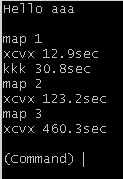 Hello aaa
map 1
xcvx 12.9sec
kkk 30.8sec
map 2
xcvx 123.2sec
map 3
xcvx 460.3sec
(Command)